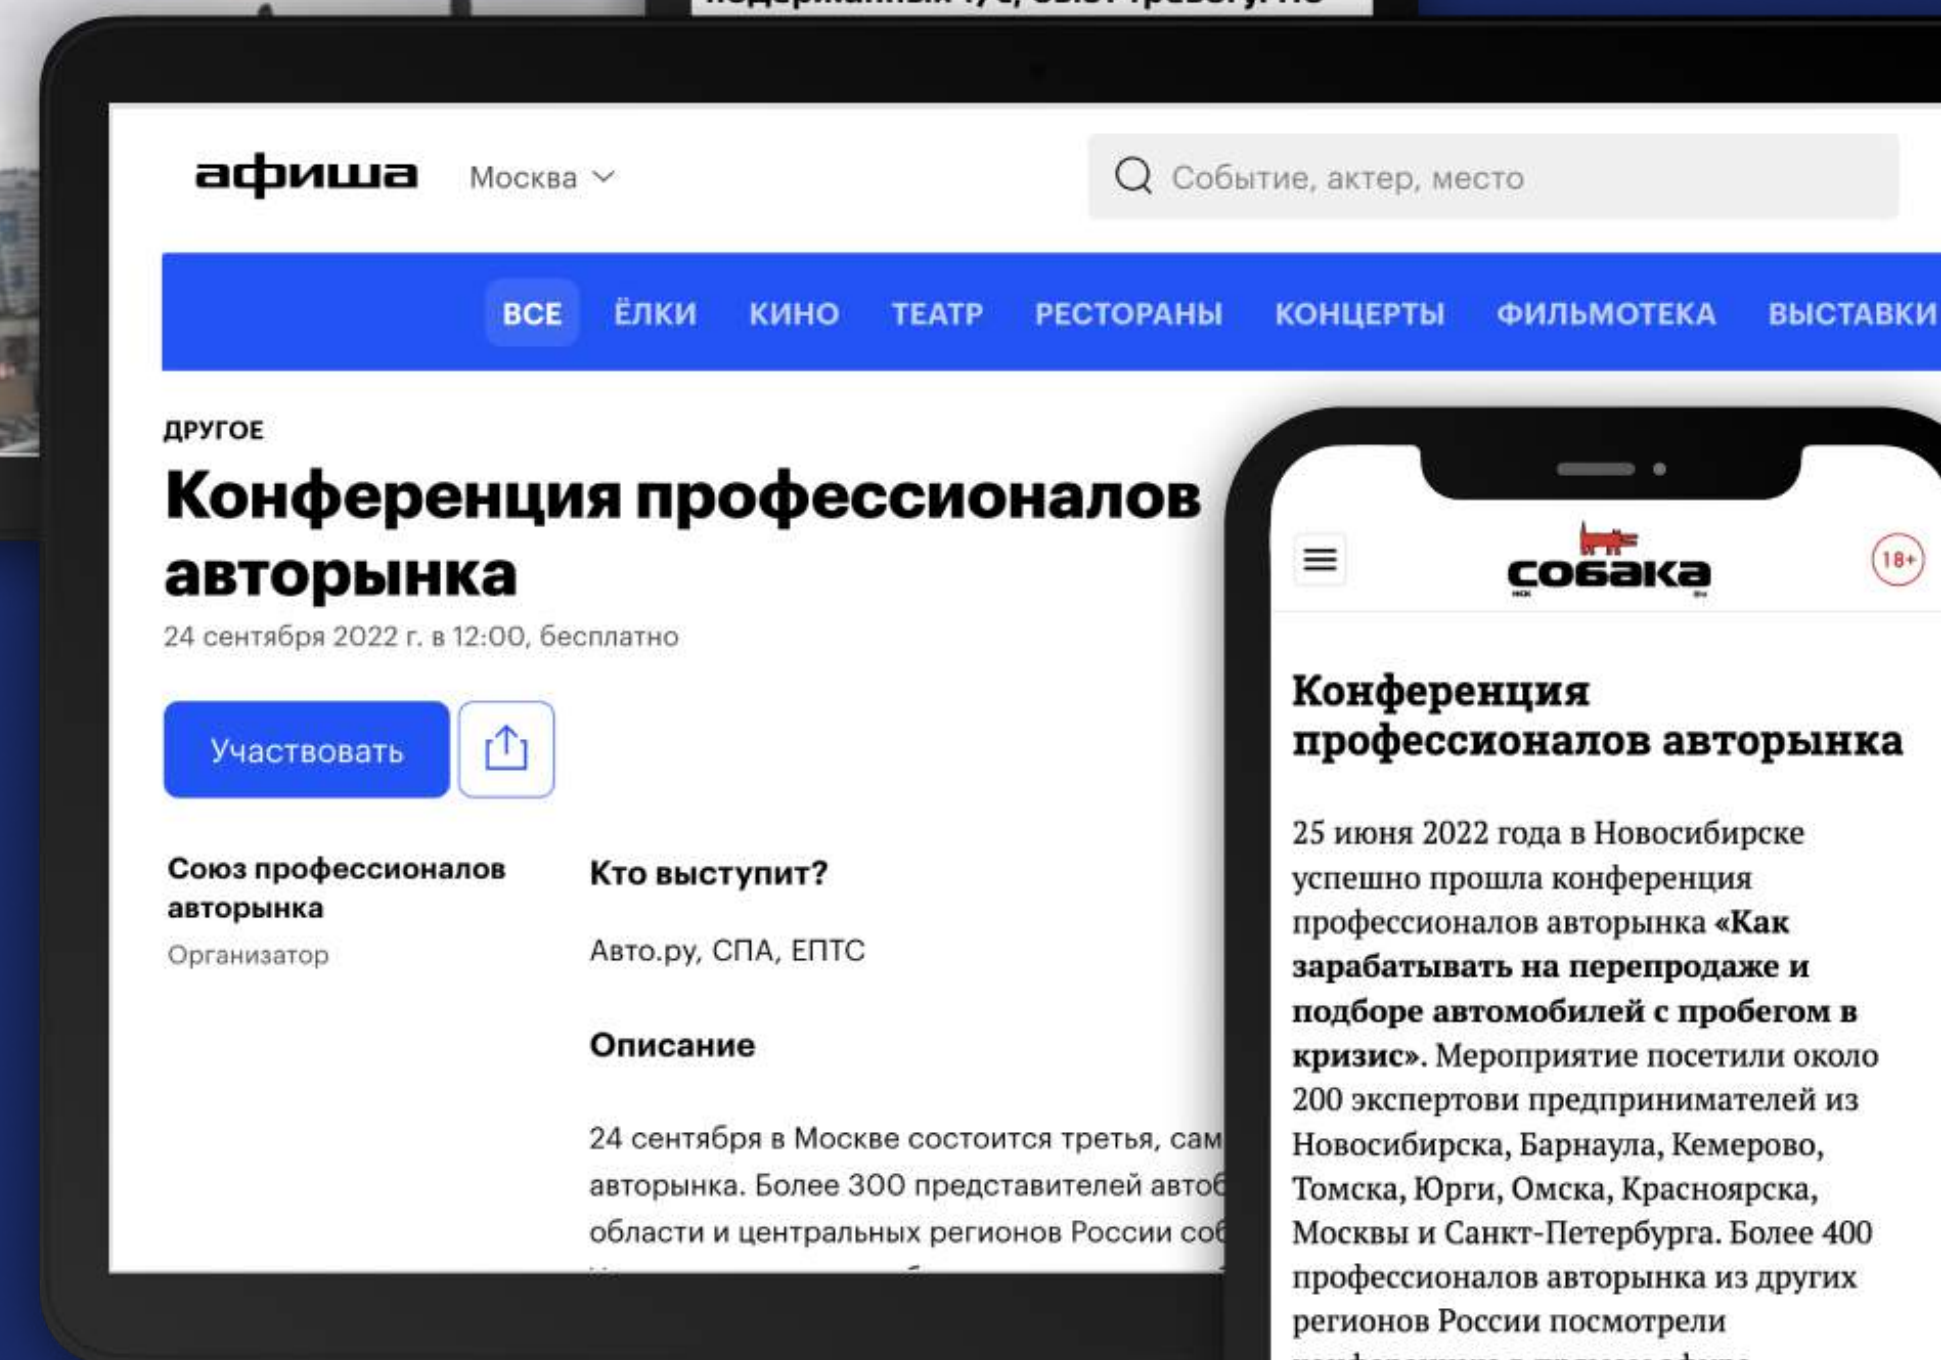 афиша
Москва
Событие, актер, место
ВСЕ ЁЛКИ КИНО ТЕАТР РЕСТОРАНЫ КОНЦЕРТЫ ФИЛЬМОТЕКА ВЫСТАВКИ
ДРУГОЕ
Конференция профессионалов
авторынка
24 сентября 2022 г. в 12:00, бесплатно
Участвовать
Союз профессионалов
авторынка
Организатор
Кто выступит?
Авто.ру, СПА, ЕПТС
Описание
24 сентября в Москве состоится третья, сам
авторынка. Более 300 представителей автоб
области и центральных регионов России соб
собака
18+
Конференция
профессионалов авторынка
25 июня 2022 года в Новосибирске
успешно прошла конференция
профессионалов авторынка «Как
зарабатывать на перепродаже и
подборе автомобилей с пробегом в
кризис». Мероприятие посетили около
200 экспертови предпринимателей из
Новосибирска, Барнаула, Кемерово,
Томска, Юрги, Омска, Красноярска,
Москвы и Санкт-Петербурга. Более 400
профессионалов авторынка из других
регионов России посмотрели